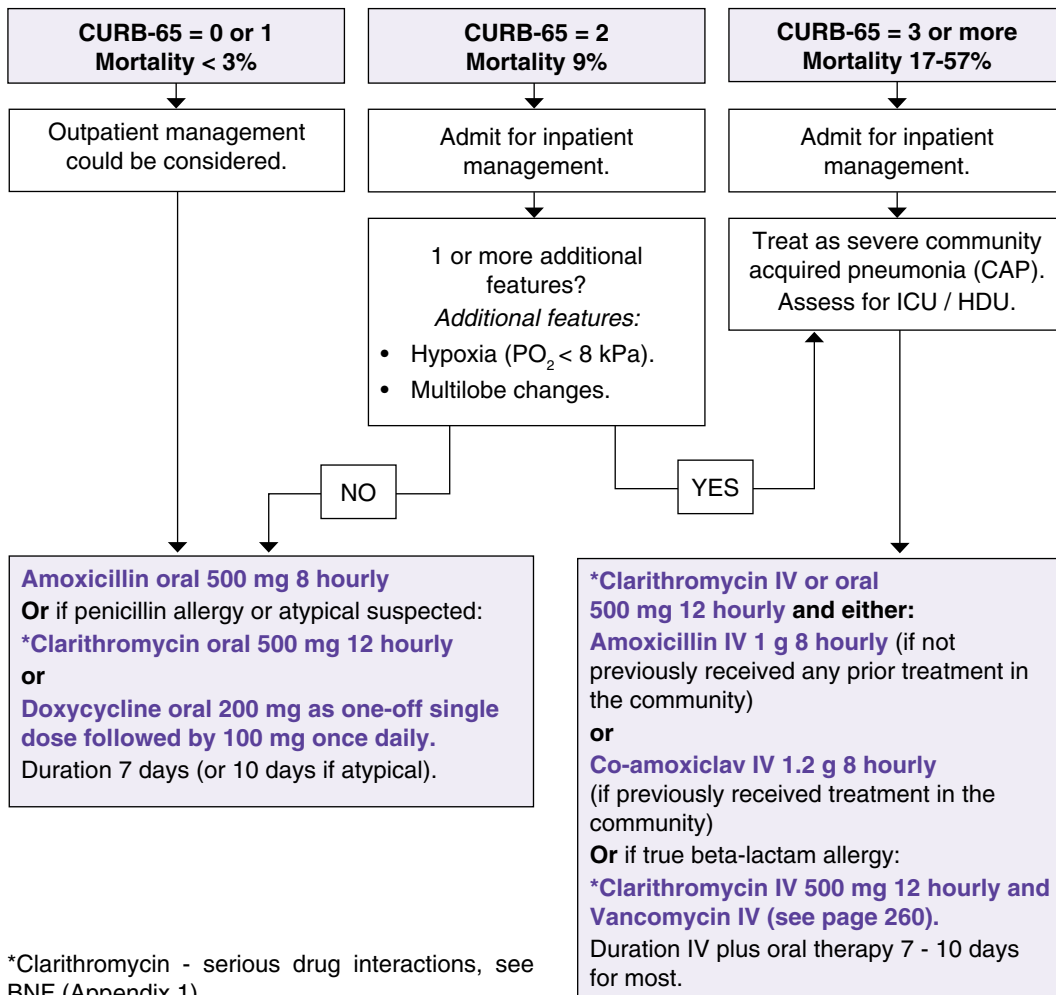 CURB-65 = 0 or 1
Mortality < 3%
CURB-65 = 2
Mortality 9%
CURB-65 = 3 or more
Mortality 17-57%
Outpatient management
could be considered.
Admit for inpatient
management.
Admit for inpatient
management.
1 or more additional
features?
Additional features:
• Hypoxia (PO₂ < 8 kPa).
• Multilobe changes.
Treat as severe community
acquired pneumonia (CAP).
Assess for ICU / HDU.
NO
YES
Amoxicillin oral 500 mg 8 hourly
Or if penicillin allergy or atypical suspected:
*Clarithromycin oral 500 mg 12 hourly
or
Doxycycline oral 200 mg as one-off single
dose followed by 100 mg once daily.
Duration 7 days (or 10 days if atypical).
*Clarithromycin IV or oral
500 mg 12 hourly and either:
Amoxicillin IV 1 g 8 hourly (if not
previously received any prior treatment in
the community)
or
Co-amoxiclav IV 1.2 g 8 hourly
(if previously received treatment in the
community)
Or if true beta-lactam allergy:
*Clarithromycin IV 500 mg 12 hourly and
Vancomycin IV (see page 260).
Duration IV plus oral therapy 7 - 10 days
for most.
*Clarithromycin - serious drug interactions, see
BNF (Appendix 1)